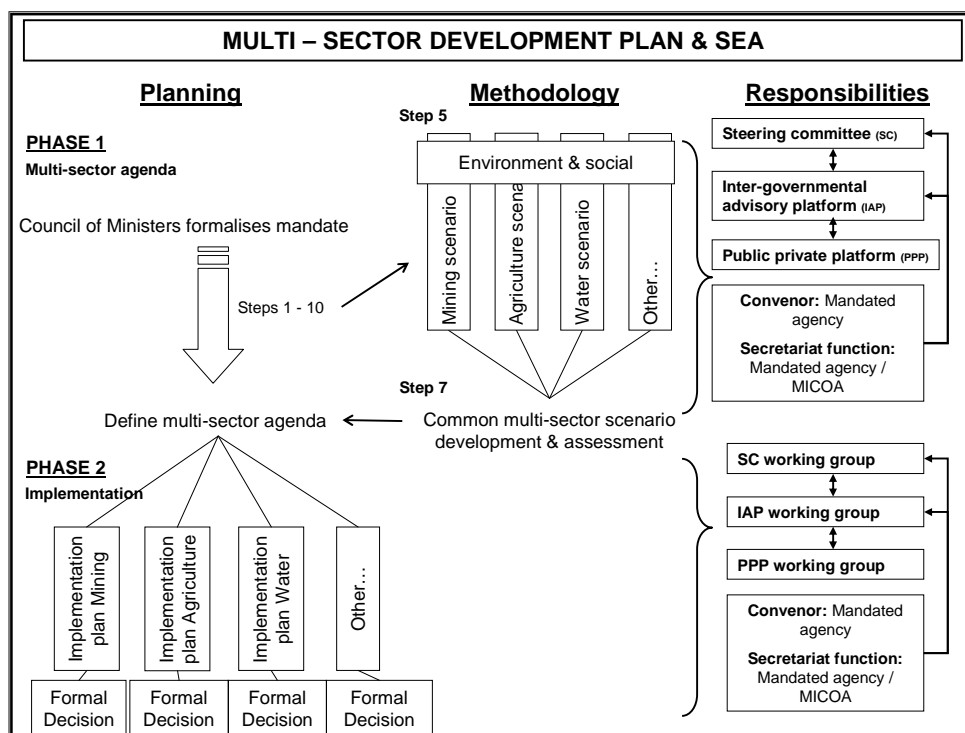 MULTI – SECTOR DEVELOPMENT PLAN & SEA
Planning
Methodology
Responsibilities
PHASE 1
Multi-sector agenda
Council of Ministers formalises mandate
Steps 1 - 10
Define multi-sector agenda
Step 5
Environment & social
Mining scenario
Agriculture scena
Water scenario
Other…
Step 7
Common multi-sector scenario
development & assessment
Steering committee (SC)
Inter-governmental
advisory platform (IAP)
Public private platform (PPP)
Convenor: Mandated
agency
Secretariat function:
Mandated agency /
MICOA
PHASE 2
Implementation
Implementation
plan Mining
Implementation
plan Agriculture
Implementation
plan Water
Other…
Formal
Decision
Formal
Decision
Formal
Decision
Formal
Decision
SC working group
IAP working group
PPP working group
Convenor: Mandated
agency
Secretariat function:
Mandated agency /
MICOA